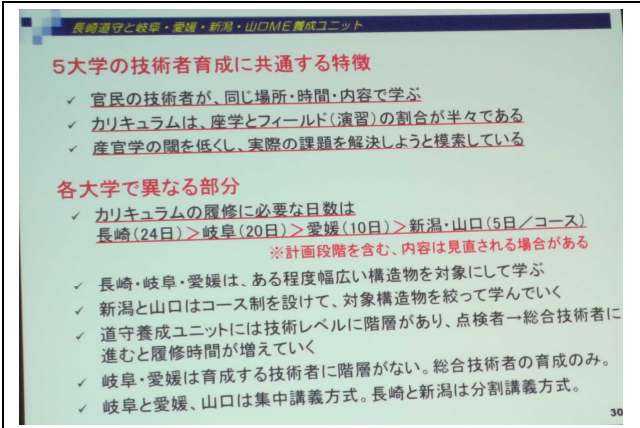 長崎道守と岐阜・愛媛・新潟・山口ME養成ユニット
5大学の技術者育成に共通する特徴
✓ 官民の技術者が、同じ場所・時間・内容で学ぶ
✓ カリキュラムは、座学とフィールド(演習)の割合が半々である
✓ 産官学の閾を低くし、実際の課題を解決しようと模索している
各大学で異なる部分
✓ カリキュラムの履修に必要な日数は
長崎(24日)＞岐阜(20日)＞愛媛(10日)＞新潟・山口(5日／コース)
※計画段階を含む、内容は見直される場合がある
✓ 長崎・岐阜・愛媛は、ある程度幅広い構造物を対象にして学ぶ
✓ 新潟と山口はコース制を設けて、対象構造物を絞って学んでいく
✓ 道守養成ユニットには技術レベルに階層があり、点検者→総合技術者に
進むと履修時間が増えていく
✓ 岐阜・愛媛は育成する技術者に階層がない。総合技術者の育成のみ。
✓ 岐阜と愛媛、山口は集中講義方式。長崎と新潟は分割講義方式。
30